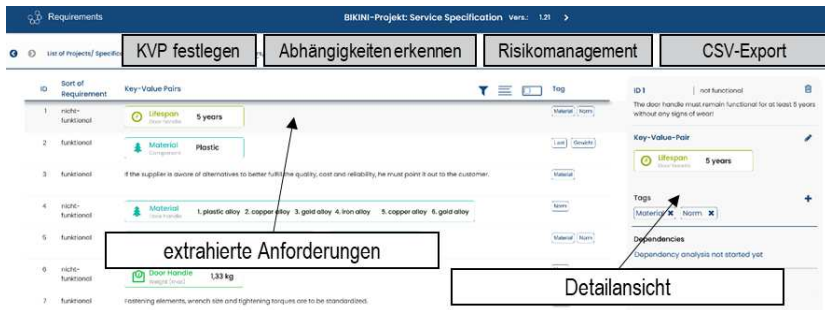 Requirements
BIKINI-Projekt: Service Specification Vers.: 1.21 >
List of Projects/ Specific
KVP festlegen
Abhängigkeiten erkennen
Risikomanagement
CSV-Export
ID
Sort of
Requirement
Key-Value Pairs
Tag
1
nicht-
funktional
Lifespan
Door Handle
5 years
Material Norm
2
funktional
Material
Component
Plastic
Last Gewicht
3
funktional
If the supplier is aware of alternatives to better fulfill the quality, cost and reliability, he must point it out to the customer.
Material
4
nicht-
funktional
Material
Door Handle
1. plastic alloy 2. copper alloy 3. gold alloy 4. iron alloy 5. copper alloy 6. gold alloy
Norm
5
funktional
Material Norm
extrahierte Anforderungen
6
nicht-
funktional
Door Handle
Weight (max)
1,33 kg
7
funktional
Fastening elements, wrench size and tightening torques are to be standardized.
ID 1
not functional
The door handle must remain functional for at least 5 years
without any signs of wear!
Key-Value-Pair
Lifespan
Door Handle
5 years
Tags
Material x Norm x
Dependencies
Dependency analysis not started yet
Detailansicht